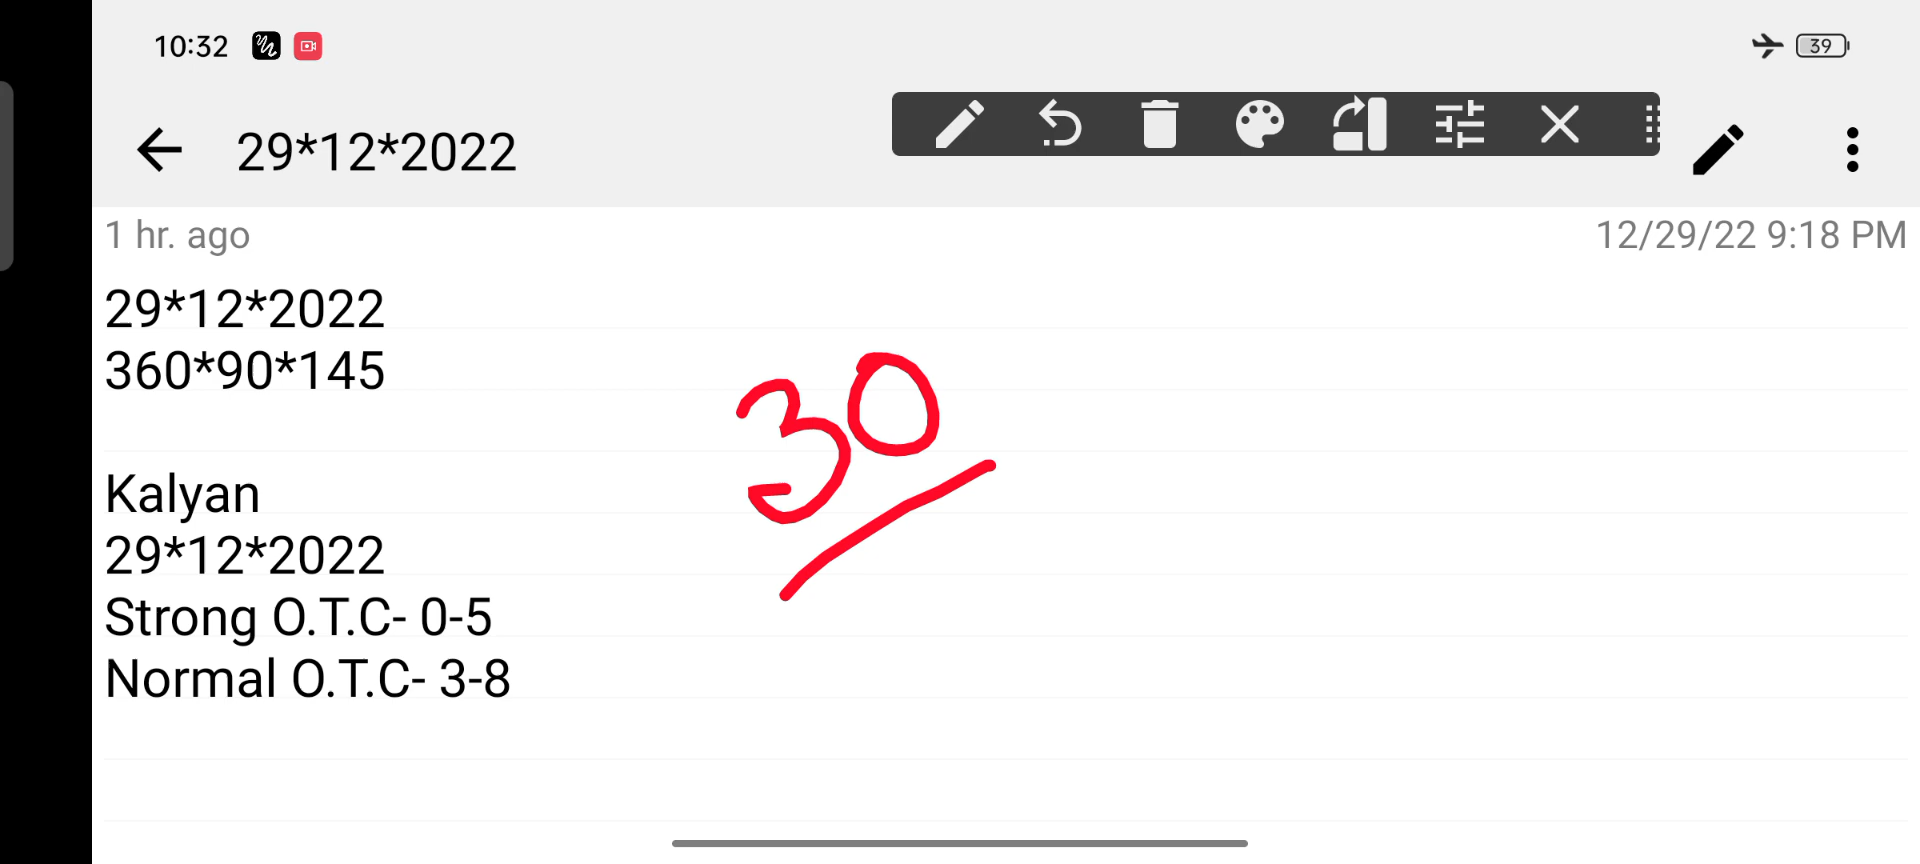 10:32
39
29*12*2022
1 hr. ago
12/29/22 9:18 PM
29*12*2022
360*90*145
30
Kalyan
29*12*2022
Strong O.T.C- 0-5
Normal O.T.C- 3-8